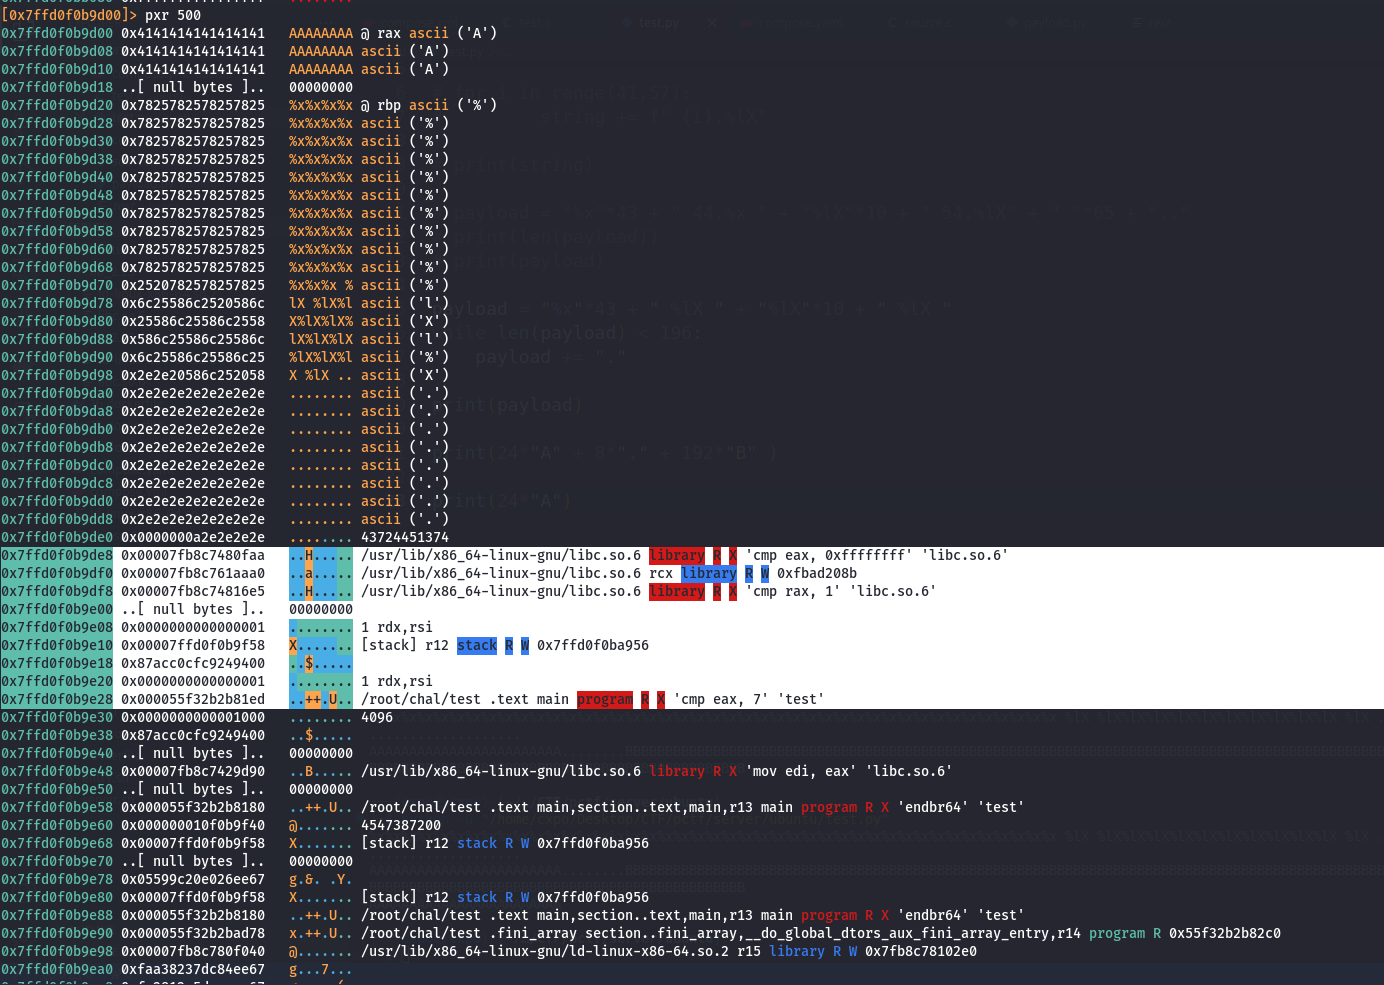 [0x7ffd0f0b9d00]> pxr 500
0x7ffd0f0b9d00 0x4141414141414141 AAAAAAAA @ rax ascii ('A')
0x7ffd0f0b9d08 0x4141414141414141 AAAAAAAA ascii ('A')
0x7ffd0f0b9d10 0x4141414141414141 AAAAAAAA ascii ('A')
0x7ffd0f0b9d18 ..[ null bytes ].. 00000000
0x7ffd0f0b9d20 0x7825782578257825 %x%x%x%x @ rbp ascii ('%')
0x7ffd0f0b9d28 0x7825782578257825 %x%x%x%x ascii ('%')
0x7ffd0f0b9d30 0x7825782578257825 %x%x%x%x ascii ('%')
0x7ffd0f0b9d38 0x7825782578257825 %x%x%x%x ascii ('%')
0x7ffd0f0b9d40 0x7825782578257825 %x%x%x%x ascii ('%')
0x7ffd0f0b9d48 0x7825782578257825 %x%x%x%x ascii ('%')
0x7ffd0f0b9d50 0x7825782578257825 %x%x%x%x ascii ('%')
0x7ffd0f0b9d58 0x7825782578257825 %x%x%x%x ascii ('%')
0x7ffd0f0b9d60 0x7825782578257825 %x%x%x%x ascii ('%')
0x7ffd0f0b9d68 0x7825782578257825 %x%x%x%x ascii ('%')
0x7ffd0f0b9d70 0x2520782578257825 %x%x%x % ascii ('%')
0x7ffd0f0b9d78 0x6c25586c2520586c lX %lX%l ascii ('l')
0x7ffd0f0b9d80 0x25586c25586c2558 X%lX%lX% ascii ('X')
0x7ffd0f0b9d88 0x586c25586c25586c lX%lX%lX ascii ('l')
0x7ffd0f0b9d90 0x6c25586c25586c25 %lX%lX%l ascii ('%')
0x7ffd0f0b9d98 0x2e2e20586c252058 X %lX .. ascii ('X')
0x7ffd0f0b9da0 0x2e2e2e2e2e2e2e2e ........ ascii ('.')
0x7ffd0f0b9da8 0x2e2e2e2e2e2e2e2e ........ ascii ('.')
0x7ffd0f0b9db0 0x2e2e2e2e2e2e2e2e ........ ascii ('.')
0x7ffd0f0b9db8 0x2e2e2e2e2e2e2e2e ........ ascii ('.')
0x7ffd0f0b9dc0 0x2e2e2e2e2e2e2e2e ........ ascii ('.')
0x7ffd0f0b9dc8 0x2e2e2e2e2e2e2e2e ........ ascii ('.')
0x7ffd0f0b9dd0 0x2e2e2e2e2e2e2e2e ........ ascii ('.')
0x7ffd0f0b9dd8 0x2e2e2e2e2e2e2e2e ........ ascii ('.')
0x7ffd0f0b9de0 0x0000000a2e2e2e2e ........ 43724451374
0x7ffd0f0b9de8 0x00007fb8c7480faa ..H..... /usr/lib/x86_64-linux-gnu/libc.so.6 library R X 'cmp eax, 0xffffffff' 'libc.so.6'
0x7ffd0f0b9df0 0x00007fb8c761aaa0 ..a..... /usr/lib/x86_64-linux-gnu/libc.so.6 rcx library R W 0xfbad208b
0x7ffd0f0b9df8 0x00007fb8c74816e5 ..H..... /usr/lib/x86_64-linux-gnu/libc.so.6 library R X 'cmp rax, 1' 'libc.so.6'
0x7ffd0f0b9e00 ..[ null bytes ].. 00000000
0x7ffd0f0b9e08 0x0000000000000001 ........ 1 rdx,rsi
0x7ffd0f0b9e10 0x00007ffd0f0b9f58 X....... [stack] r12 stack R W 0x7ffd0f0ba956
0x7ffd0f0b9e18 0x87acc0cfc9249400 ..$.....
0x7ffd0f0b9e20 0x0000000000000001 ........ 1 rdx,rsi
0x7ffd0f0b9e28 0x000055f32b2b81ed ..++.U.. /root/chal/test .text main program R X 'cmp eax, 7' 'test'
0x7ffd0f0b9e30 0x0000000000001000 ........ 4096
0x7ffd0f0b9e38 0x87acc0cfc9249400 ..$.....
0x7ffd0f0b9e40 ..[ null bytes ].. 00000000
0x7ffd0f0b9e48 0x00007fb8c7429d90 ..B..... /usr/lib/x86_64-linux-gnu/libc.so.6 library R X 'mov edi, eax' 'libc.so.6'
0x7ffd0f0b9e50 ..[ null bytes ].. 00000000
0x7ffd0f0b9e58 0x000055f32b2b8180 ..++.U.. /root/chal/test .text main,section..text,main,r13 main program R X 'endbr64' 'test'
0x7ffd0f0b9e60 0x000000010f0b9f40 @....... 4547387200
0x7ffd0f0b9e68 0x00007ffd0f0b9f58 X....... [stack] r12 stack R W 0x7ffd0f0ba956
0x7ffd0f0b9e70 ..[ null bytes ].. 00000000
0x7ffd0f0b9e78 0x05599c20e026ee67 g.&. .Y.
0x7ffd0f0b9e80 0x00007ffd0f0b9f58 X....... [stack] r12 stack R W 0x7ffd0f0ba956
0x7ffd0f0b9e88 0x000055f32b2b8180 ..++.U.. /root/chal/test .text main,section..text,main,r13 main program R X 'endbr64' 'test'
0x7ffd0f0b9e90 0x000055f32b2bad78 x.++.U.. /root/chal/test .fini_array section..fini_array,__do_global_dtors_aux_fini_array_entry,r14 program R 0x55f32b2b82c0
0x7ffd0f0b9e98 0x00007fb8c780f040 @....... /usr/lib/x86_64-linux-gnu/ld-linux-x86-64.so.2 r15 library R W 0x7fb8c78102e0
0x7ffd0f0b9ea0 0xfaa38237dc84ee67 g...7...